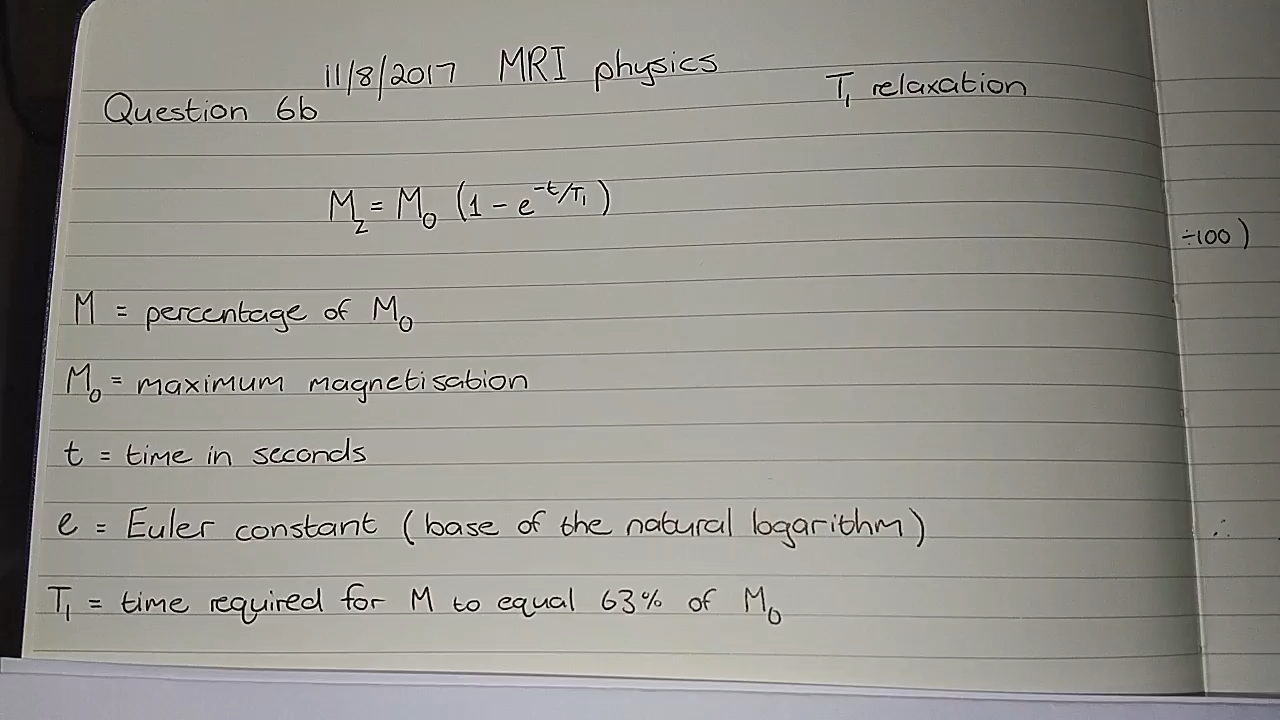 11/8/2017 MRI physics
Question 6b
T₁ relaxation
M_z = M₀ (1 - e^(-t/T₁))
÷100)
M = percentage of M₀
M₀ = maximum magnetisation
t = time in seconds
e = Euler constant (base of the natural logarithm)
∴
T₁ = time required for M to equal 63% of M₀